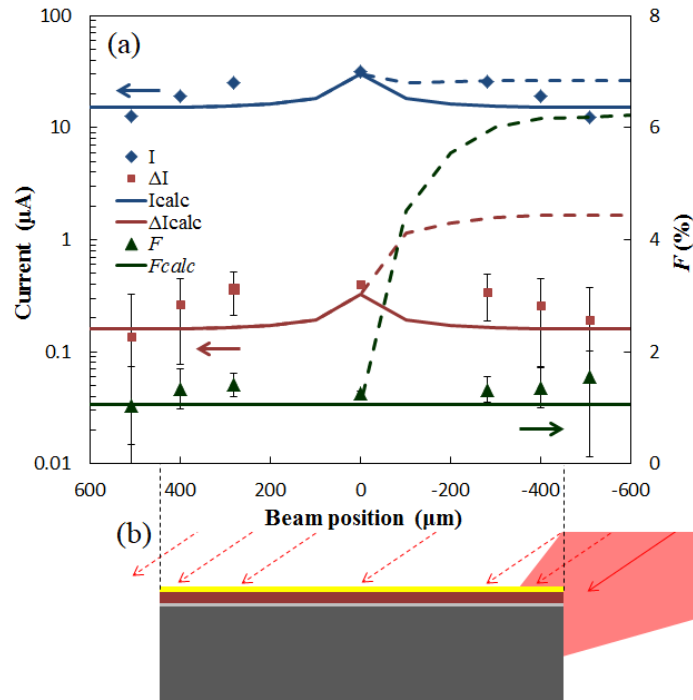 (a)
100
10
1
0.1
0.01
Current (μA)
8
6
4
2
0
F (%)
I
ΔI
Icalc
ΔIcalc
F
Fcalc
600 400 200 0 -200 -400 -600
Beam position (μm)
(b)